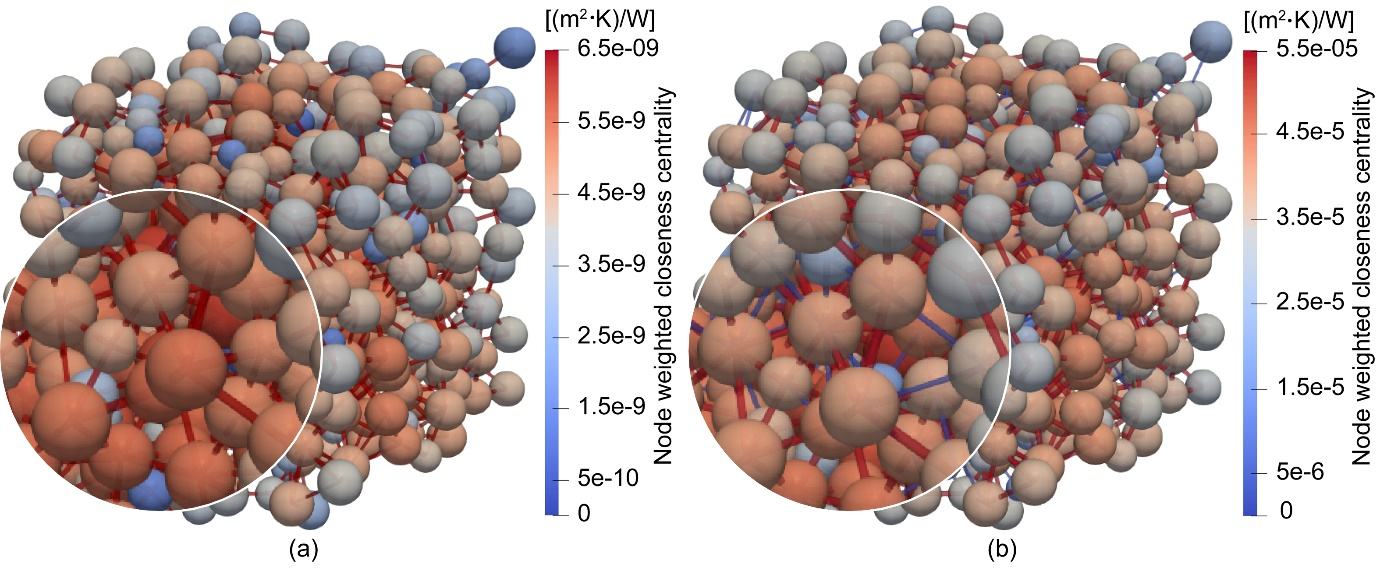 [(m²·K)/W]
6.5e-09
5.5e-9
4.5e-9
3.5e-9
2.5e-9
1.5e-9
5e-10
0
Node weighted closeness centrality
(a)
[(m²·K)/W]
5.5e-05
4.5e-5
3.5e-5
2.5e-5
1.5e-5
5e-6
0
Node weighted closeness centrality
(b)